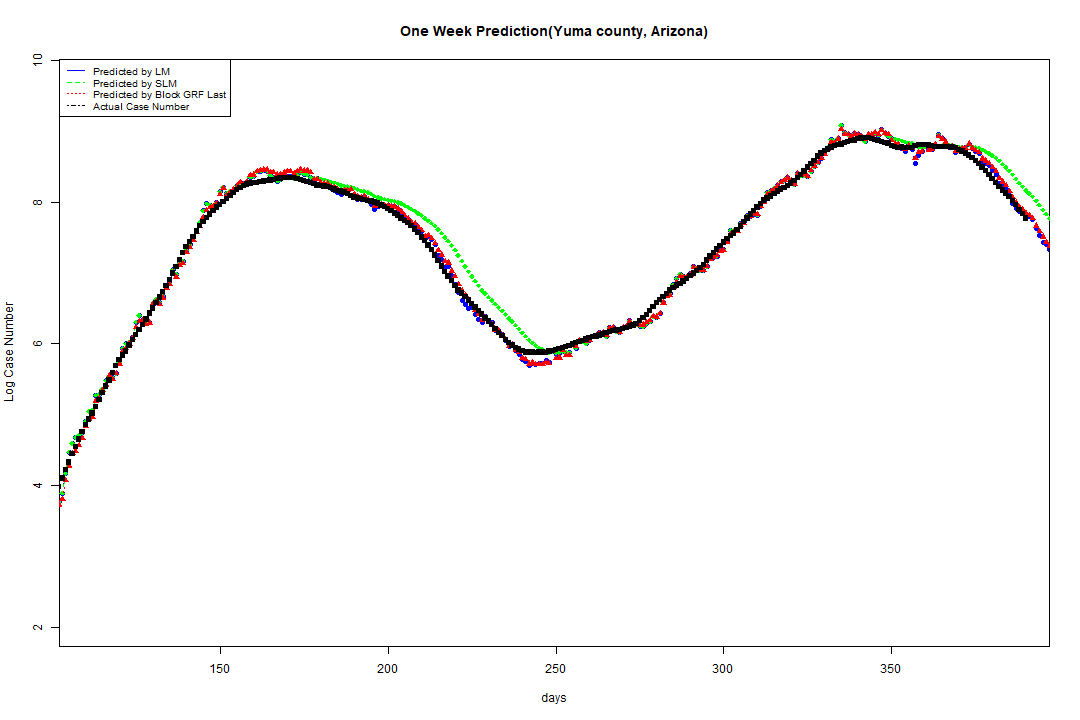 One Week Prediction(Yuma county, Arizona)
Predicted by LM
Predicted by SLM
Predicted by Block GRF Last
Actual Case Number
Log Case Number
10
8
6
4
2
150
200
250
300
350
days